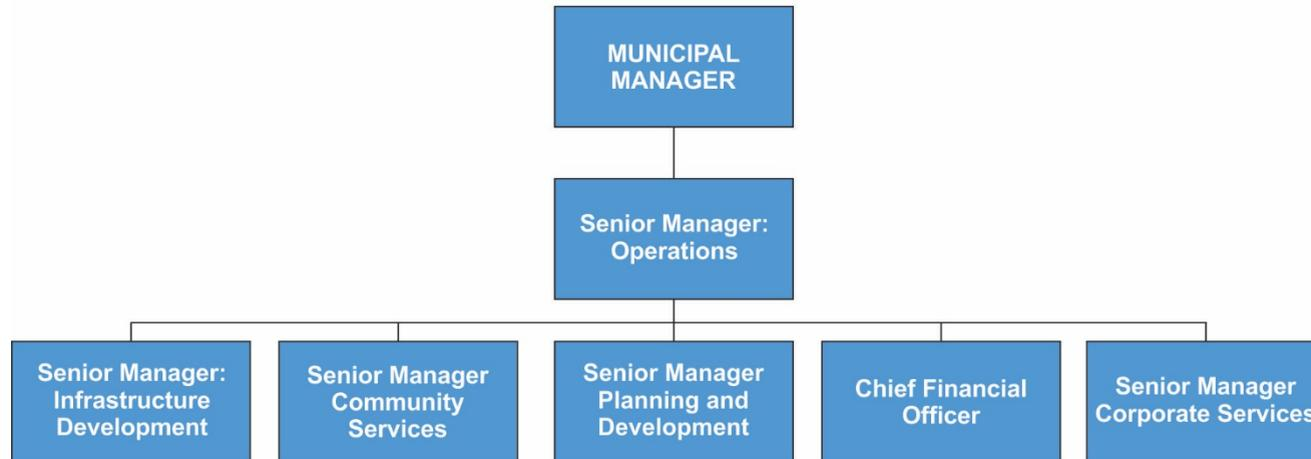 MUNICIPAL
MANAGER
Senior Manager:
Operations
Senior Manager:
Infrastructure
Development
Senior Manager
Community
Services
Senior Manager
Planning and
Development
Chief Financial
Officer
Senior Manager
Corporate Services